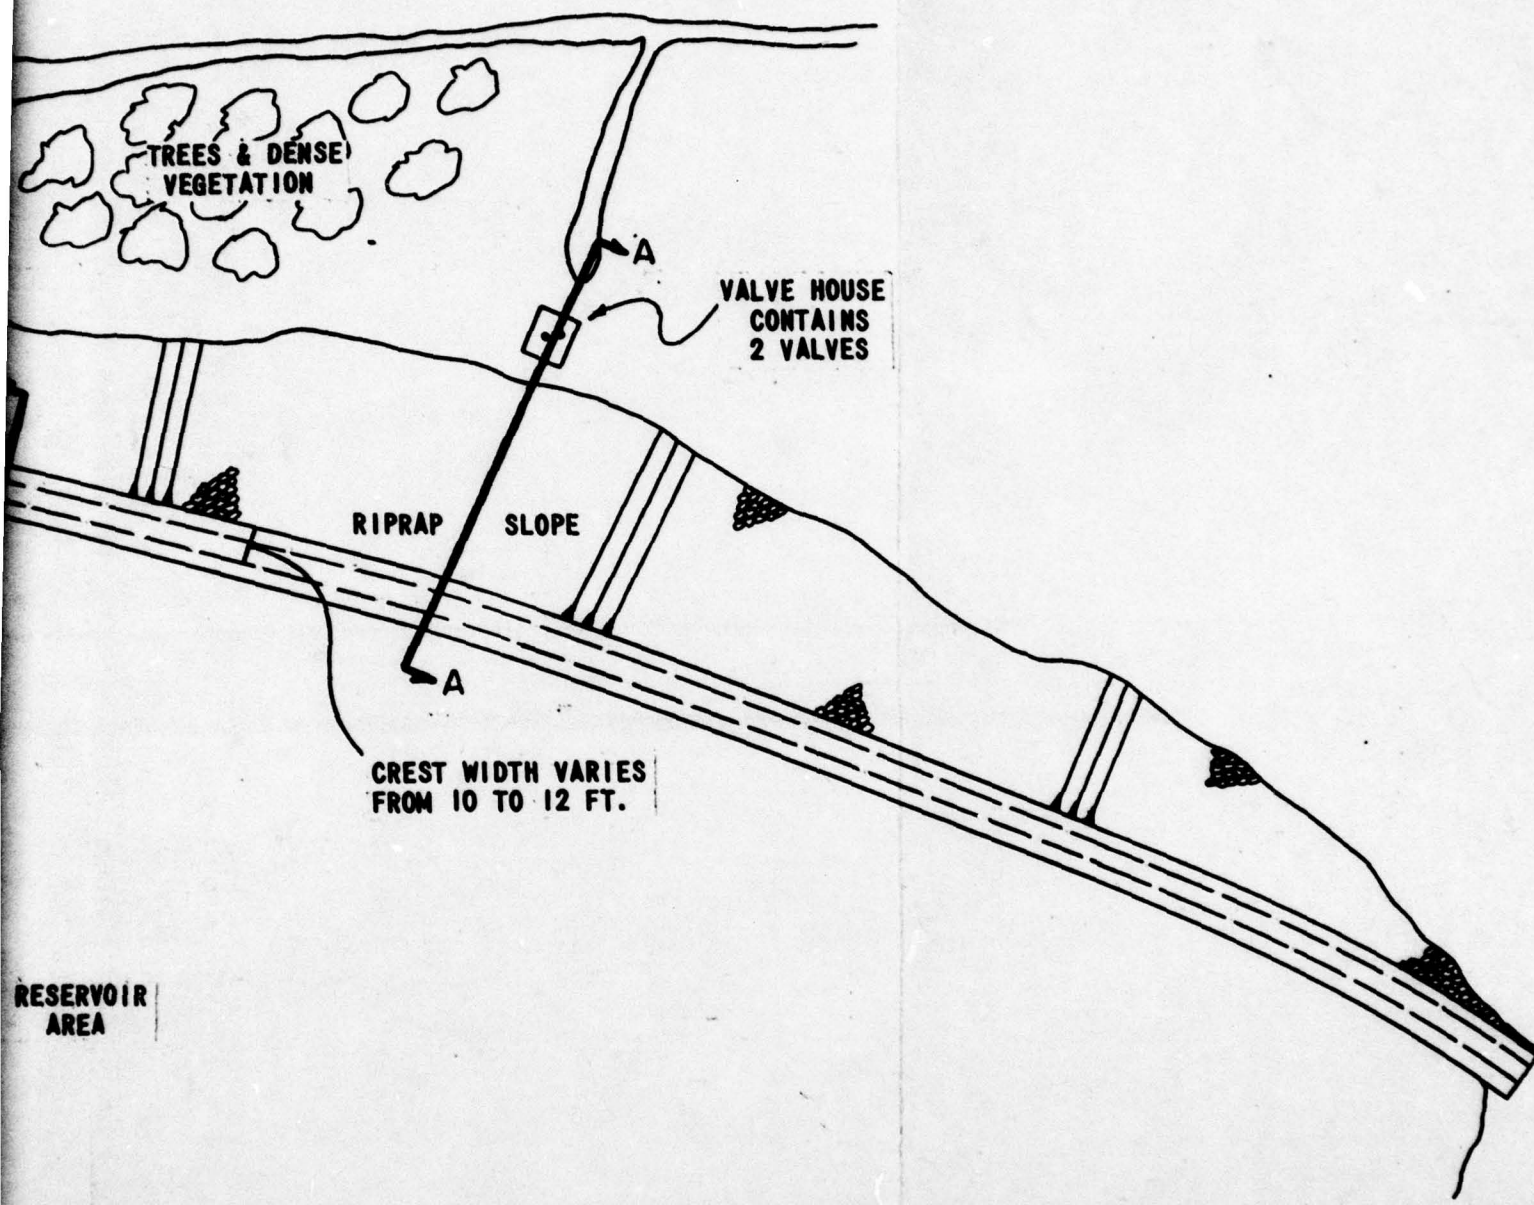 TREES & DENSE
VEGETATION
A
VALVE HOUSE
CONTAINS
2 VALVES
RIPRAP SLOPE
A
CREST WIDTH VARIES
FROM 10 TO 12 FT.
RESERVOIR
AREA